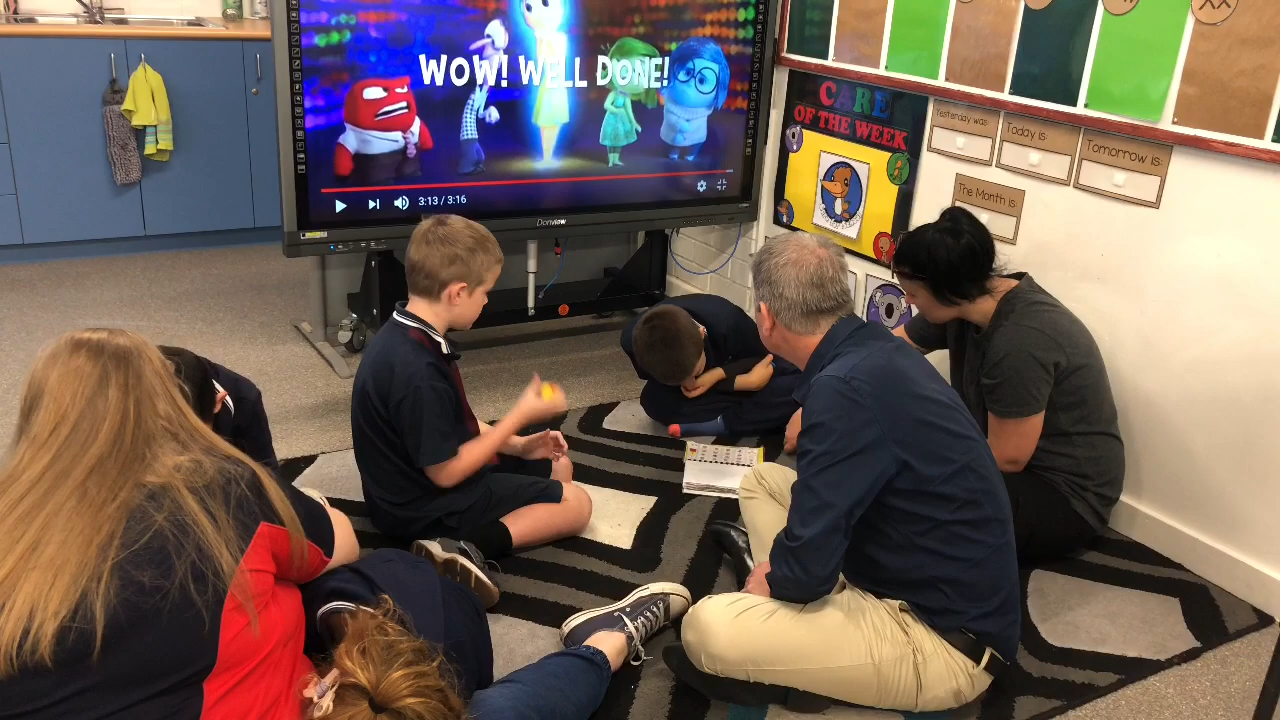 WOW! WELL DONE!
3:13 / 3:16
Donview
CARE
OF THE WEEK
Yesterday was:
Today is:
Tomorrow is:
The Month is: